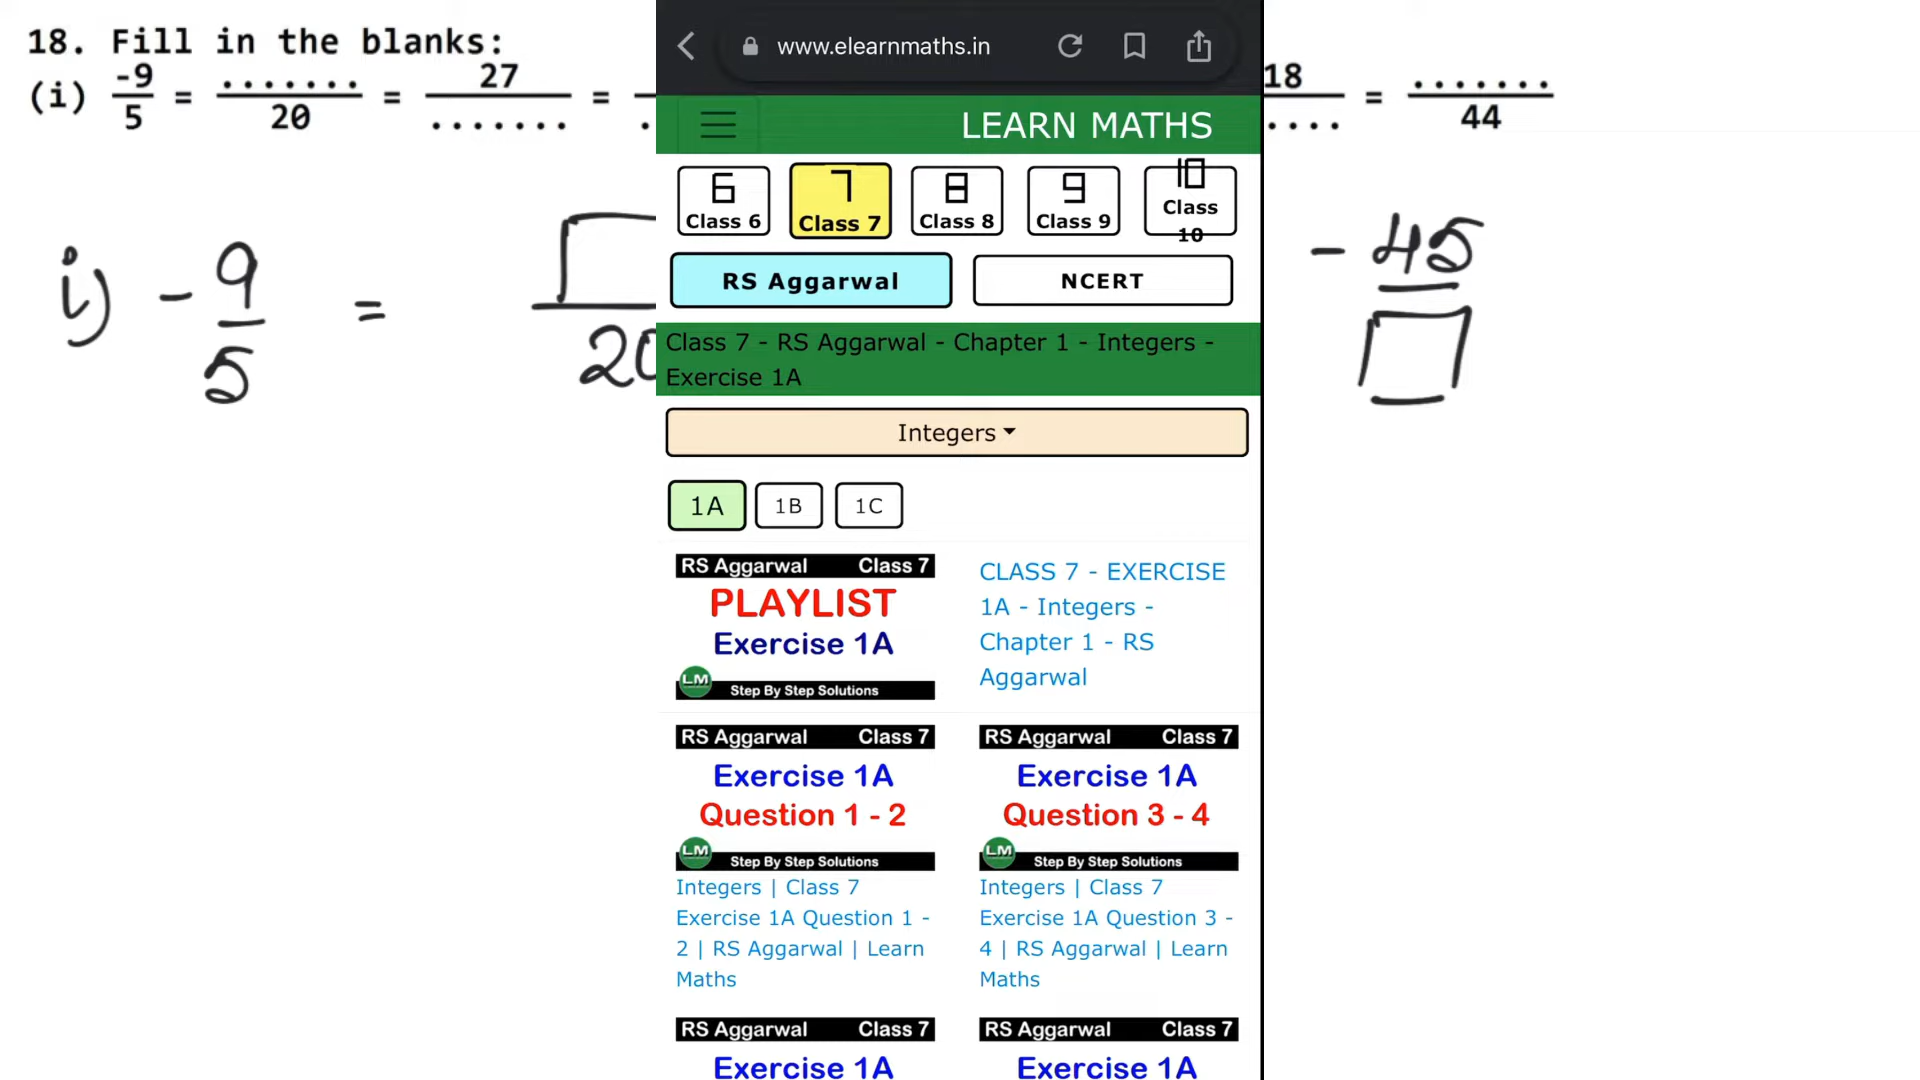 18. Fill in the blanks:
(i) -9/5 = ......./20 = 27/....... =
18/.... = ......./44
i) - 9/5 = □/20
- 45/□
www.elearnmaths.in
LEARN MATHS
6 7 8 9 10
Class 6 Class 7 Class 8 Class 9 Class 10
RS Aggarwal NCERT
Class 7 - RS Aggarwal - Chapter 1 - Integers -
Exercise 1A
Integers
1A 1B 1C
RS Aggarwal Class 7
PLAYLIST
Exercise 1A
LM Step By Step Solutions
CLASS 7 - EXERCISE
1A - Integers -
Chapter 1 - RS
Aggarwal
RS Aggarwal Class 7
Exercise 1A
Question 1 - 2
LM Step By Step Solutions
Integers | Class 7
Exercise 1A Question 1 -
2 | RS Aggarwal | Learn
Maths
RS Aggarwal Class 7
Exercise 1A
Question 3 - 4
LM Step By Step Solutions
Integers | Class 7
Exercise 1A Question 3 -
4 | RS Aggarwal | Learn
Maths
RS Aggarwal Class 7
Exercise 1A
RS Aggarwal Class 7
Exercise 1A